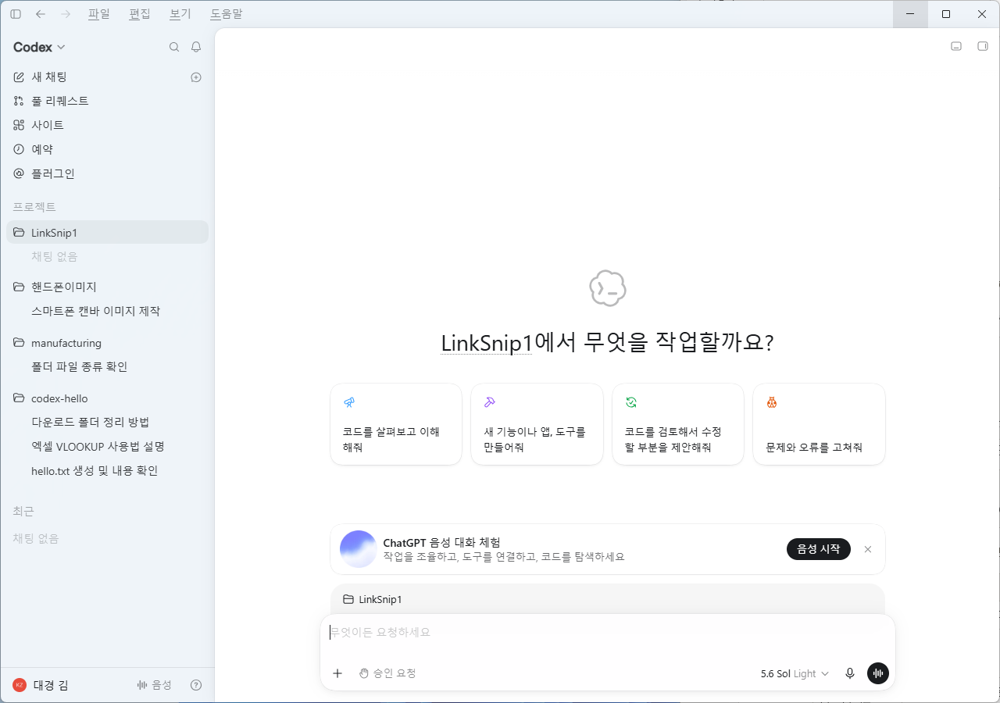 파일 편집 보기 도움말
Codex
새 채팅
풀 리퀘스트
사이트
예약
플러그인
프로젝트
LinkSnip1
채팅 없음
핸드폰이미지
스마트폰 캔바 이미지 제작
manufacturing
폴더 파일 종류 확인
codex-hello
다운로드 폴더 정리 방법
엑셀 VLOOKUP 사용법 설명
hello.txt 생성 및 내용 확인
최근
채팅 없음
KZ 대경 김 음성
LinkSnip1에서 무엇을 작업할까요?
코드를 살펴보고 이해
해줘
새 기능이나 앱, 도구를
만들어줘
코드를 검토해서 수정
할 부분을 제안해줘
문제와 오류를 고쳐줘
ChatGPT 음성 대화 체험
작업을 조율하고, 도구를 연결하고, 코드를 탐색하세요
음성 시작
LinkSnip1
무엇이든 요청하세요
승인 요청 5.6 Sol Light